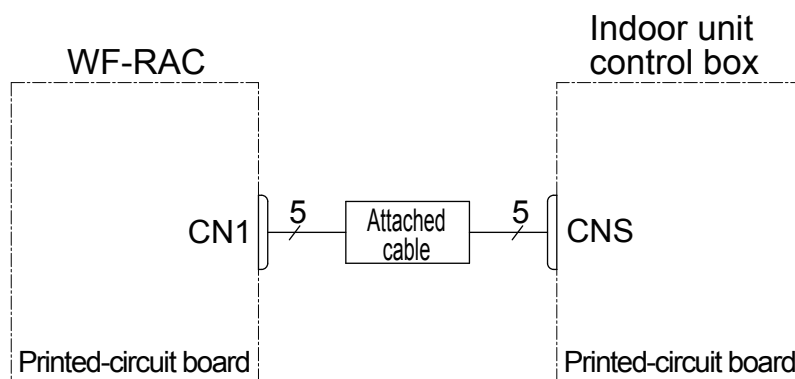 WF-RAC
Indoor unit
control box
CN1
5
Attached
cable
5
CNS
Printed-circuit board
Printed-circuit board